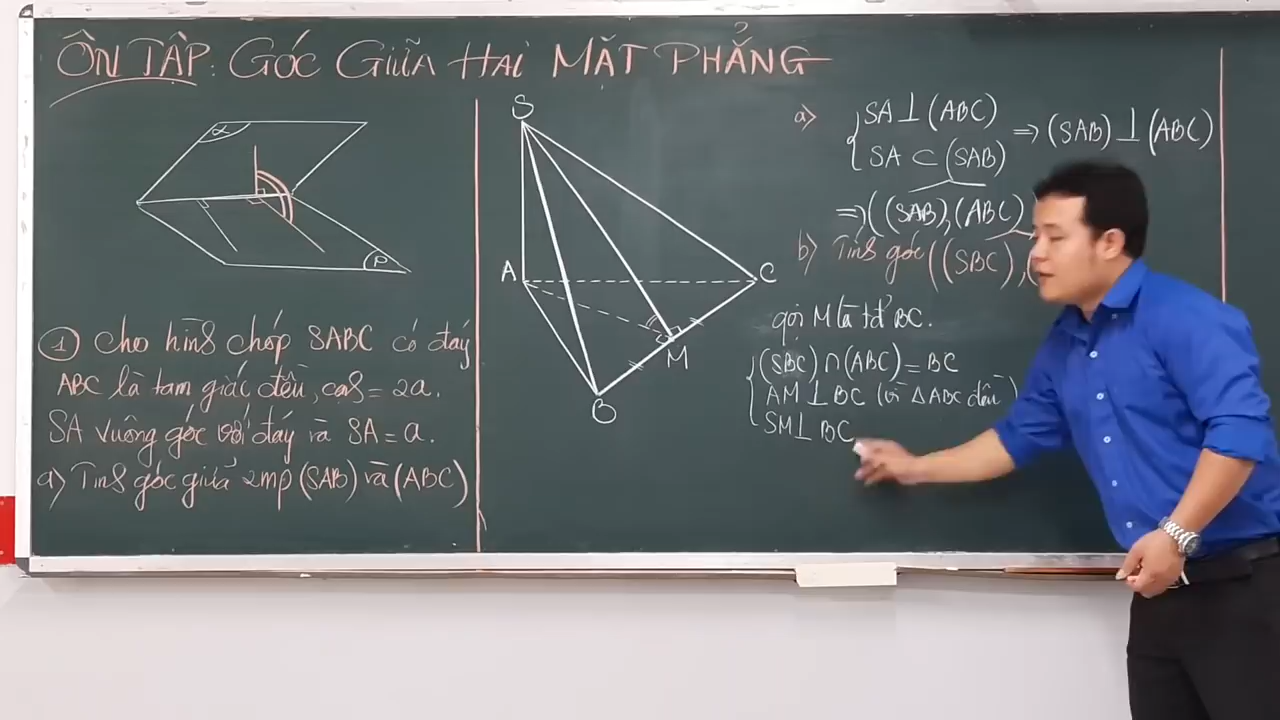 ÔN TẬP: GÓC GIỮA HAI MẶT PHẲNG
α
P
① Cho hình chóp SABC có đáy
ABC là tam giác đều, cạnh = 2a.
SA vuông góc với đáy và SA = a.
a) Tính góc giữa 2mp (SAB) và (ABC)
S
A
C
M
B
a) { SA ⊥ (ABC)
SA ⊂ (SAB) => (SAB) ⊥ (ABC)
=> ((SAB), (ABC)
b) Tính góc ((SBC), (
gọi M là tđ BC.
{ (SBC) ∩ (ABC) = BC
AM ⊥ BC (vì ΔABC đều)
SM ⊥ BC